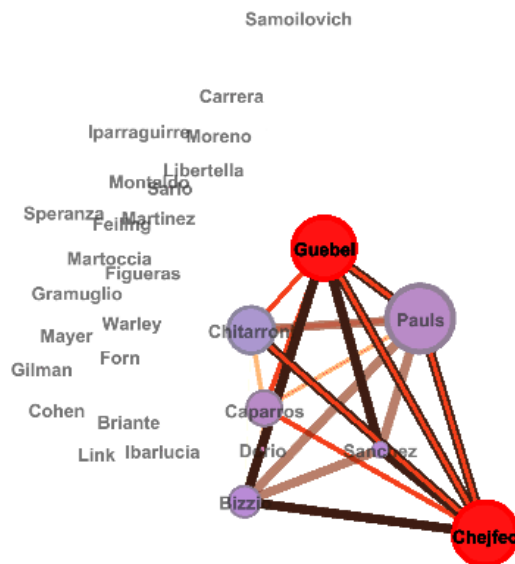 Samoilovich
Carrera
Iparraguirre
Moreno
Libertella
Montaldo
Sarlo
Speranza
Martinez
Feiling
Guebel
Martoccia
Figueras
Gramuglio
Pauls
Warley
Chitarron
Mayer
Forn
Gilman
Cohen
Caparros
Briante
Link
Ibarlucia
Dorio
Sanchez
Bizzi
Chejfec